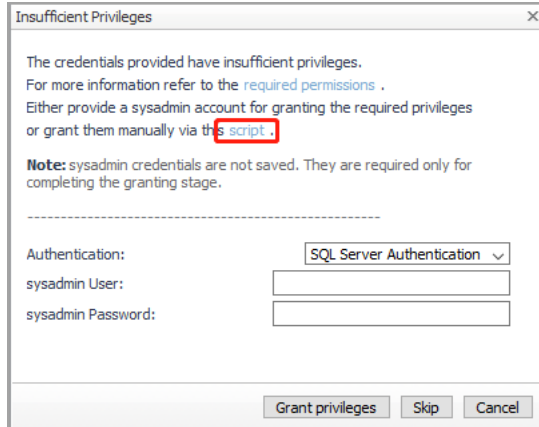 Insufficient Privileges
The credentials provided have insufficient privileges.
For more information refer to the required permissions .
Either provide a sysadmin account for granting the required privileges
or grant them manually via this script .
Note: sysadmin credentials are not saved. They are required only for
completing the granting stage.
-----------------------------------------------------
Authentication:
SQL Server Authentication
sysadmin User:
sysadmin Password:
Grant privileges
Skip
Cancel